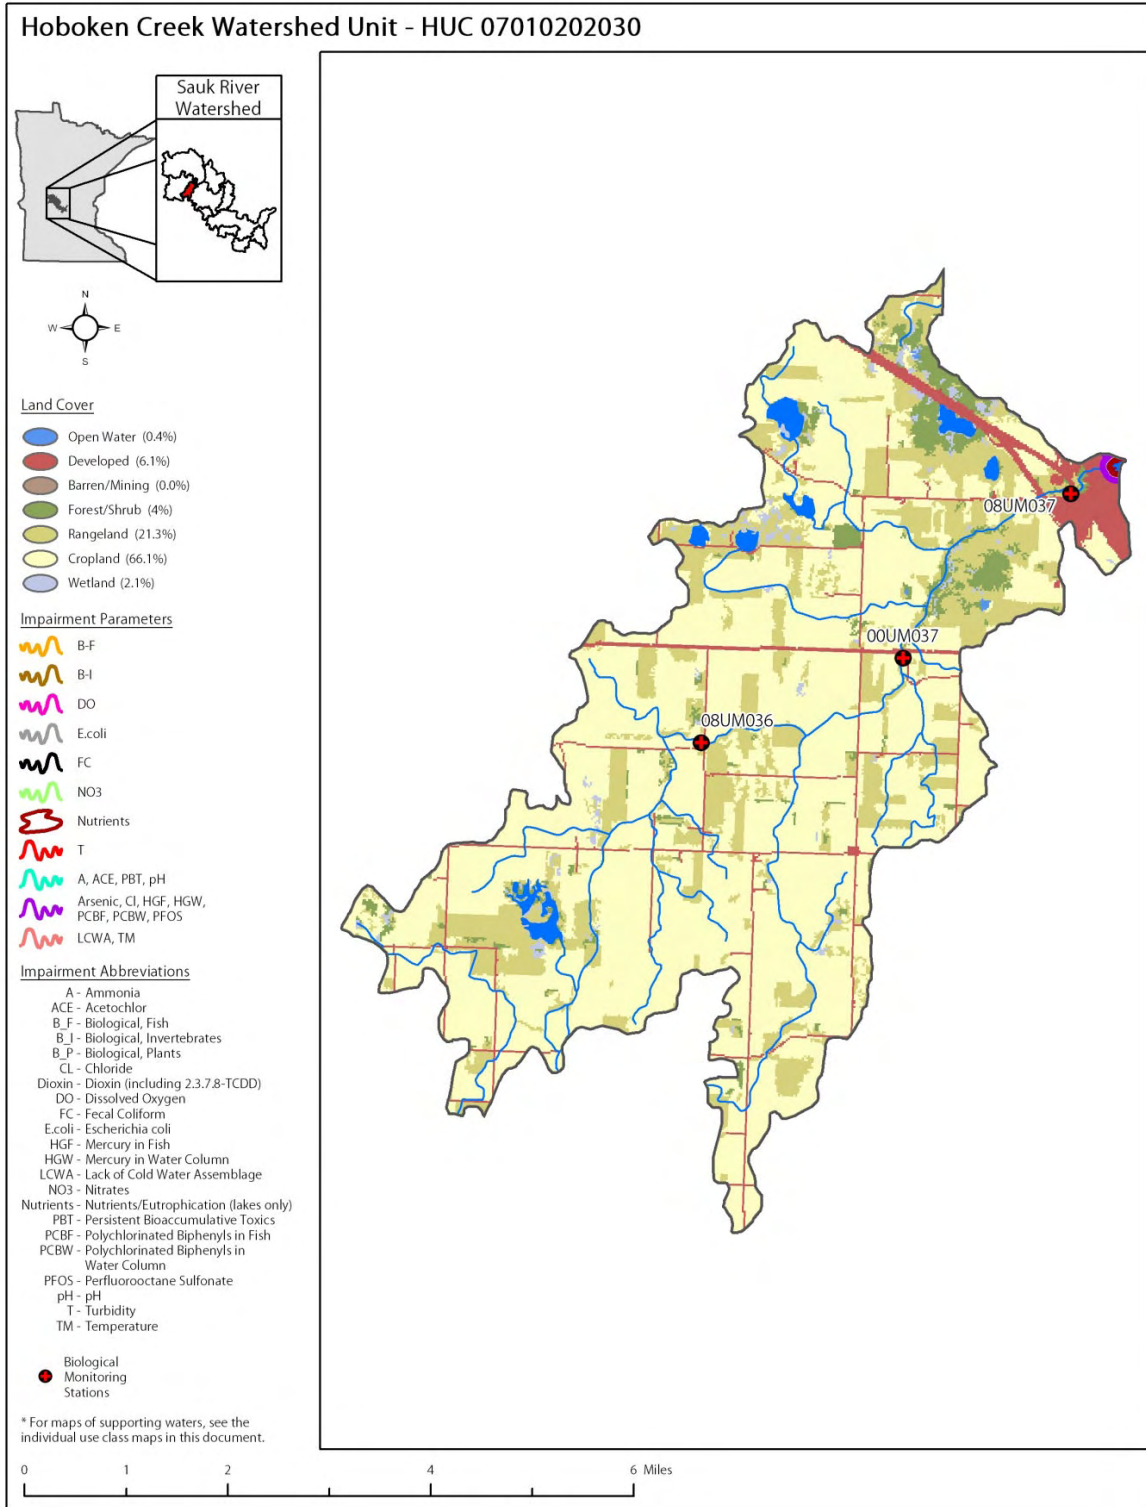 Hoboken Creek Watershed Unit - HUC 07010202030
Sauk River
Watershed
N
W
E
S
Land Cover
Open Water (0.4%)
Developed (6.1%)
Barren/Mining (0.0%)
Forest/Shrub (4%)
Rangeland (21.3%)
Cropland (66.1%)
Wetland (2.1%)
Impairment Parameters
B-F
B-I
DO
E.coli
FC
NO3
Nutrients
T
A, ACE, PBT, pH
Arsenic, Cl, HGF, HGW,
PCBF, PCBW, PFOS
LCWA, TM
Impairment Abbreviations
A - Ammonia
ACE - Acetochlor
B_F - Biological, Fish
B_I - Biological, Invertebrates
B_P - Biological, Plants
CL - Chloride
Dioxin - Dioxin (including 2.3.7.8-TCDD)
DO - Dissolved Oxygen
FC - Fecal Coliform
E.coli - Escherichia coli
HGF - Mercury in Fish
HGW - Mercury in Water Column
LCWA - Lack of Cold Water Assemblage
NO3 - Nitrates
Nutrients - Nutrients/Eutrophication (lakes only)
PBT - Persistent Bioaccumulative Toxics
PCBF - Polychlorinated Biphenyls in Fish
PCBW - Polychlorinated Biphenyls in
Water Column
PFOS - Perfluorooctane Sulfonate
pH - pH
T - Turbidity
TM - Temperature
Biological
Monitoring
Stations
* For maps of supporting waters, see the
individual use class maps in this document.
08UM037
00UM037
08UM036
0 1 2 4 6 Miles